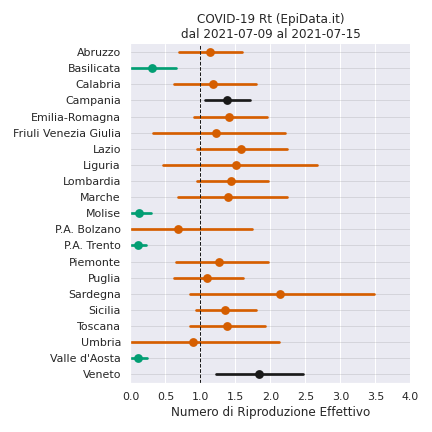 COVID-19 Rt (EpiData.it)
dal 2021-07-09 al 2021-07-15
Abruzzo
Basilicata
Calabria
Campania
Emilia-Romagna
Friuli Venezia Giulia
Lazio
Liguria
Lombardia
Marche
Molise
P.A. Bolzano
P.A. Trento
Piemonte
Puglia
Sardegna
Sicilia
Toscana
Umbria
Valle d'Aosta
Veneto
0.0 0.5 1.0 1.5 2.0 2.5 3.0 3.5 4.0
Numero di Riproduzione Effettivo